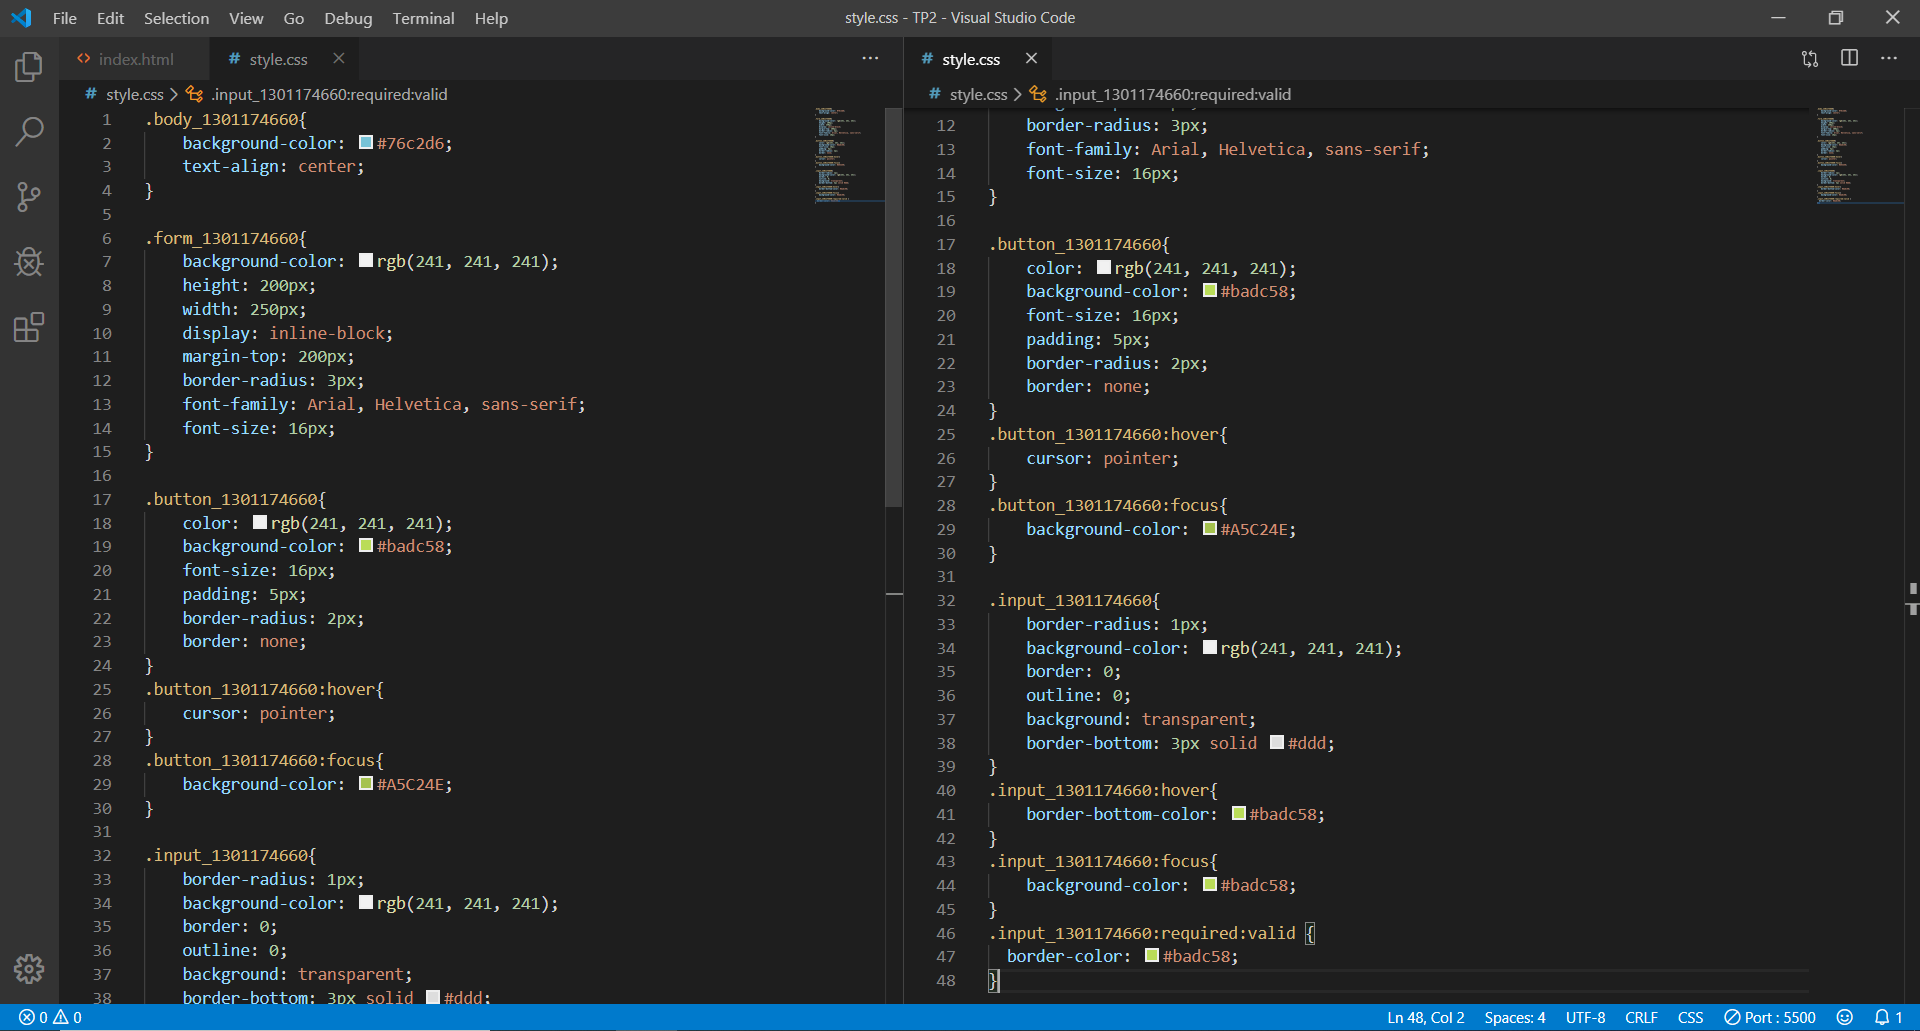 File Edit Selection View Go Debug Terminal Help
style.css - TP2 - Visual Studio Code
index.html
# style.css
# style.css > .input_1301174660:required:valid
1 .body_1301174660{
2 background-color: #76c2d6;
3 text-align: center;
4 }
5
6 .form_1301174660{
7 background-color: rgb(241, 241, 241);
8 height: 200px;
9 width: 250px;
10 display: inline-block;
11 margin-top: 200px;
12 border-radius: 3px;
13 font-family: Arial, Helvetica, sans-serif;
14 font-size: 16px;
15 }
16
17 .button_1301174660{
18 color: rgb(241, 241, 241);
19 background-color: #badc58;
20 font-size: 16px;
21 padding: 5px;
22 border-radius: 2px;
23 border: none;
24 }
25 .button_1301174660:hover{
26 cursor: pointer;
27 }
28 .button_1301174660:focus{
29 background-color: #A5C24E;
30 }
31
32 .input_1301174660{
33 border-radius: 1px;
34 background-color: rgb(241, 241, 241);
35 border: 0;
36 outline: 0;
37 background: transparent;
38 border-bottom: 3px solid #ddd;
# style.css
# style.css > .input_1301174660:required:valid
12 border-radius: 3px;
13 font-family: Arial, Helvetica, sans-serif;
14 font-size: 16px;
15 }
16
17 .button_1301174660{
18 color: rgb(241, 241, 241);
19 background-color: #badc58;
20 font-size: 16px;
21 padding: 5px;
22 border-radius: 2px;
23 border: none;
24 }
25 .button_1301174660:hover{
26 cursor: pointer;
27 }
28 .button_1301174660:focus{
29 background-color: #A5C24E;
30 }
31
32 .input_1301174660{
33 border-radius: 1px;
34 background-color: rgb(241, 241, 241);
35 border: 0;
36 outline: 0;
37 background: transparent;
38 border-bottom: 3px solid #ddd;
39 }
40 .input_1301174660:hover{
41 border-bottom-color: #badc58;
42 }
43 .input_1301174660:focus{
44 background-color: #badc58;
45 }
46 .input_1301174660:required:valid {
47 border-color: #badc58;
48 }
0 0
Ln 48, Col 2 Spaces: 4 UTF-8 CRLF CSS Port : 5500 1